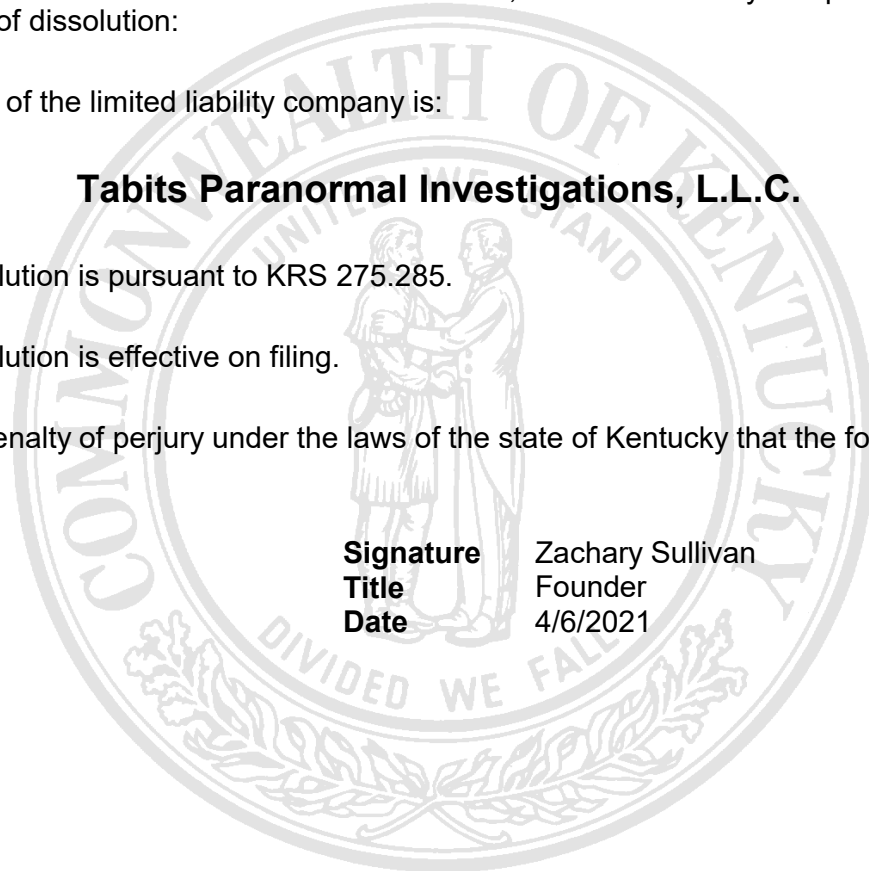 of dissolution:
of the limited liability company is:
Tabits Paranormal Investigations, L.L.C.
lution is pursuant to KRS 275.285.
lution is effective on filing.
enalty of perjury under the laws of the state of Kentucky that the fo
Signature Zachary Sullivan
Title Founder
Date 4/6/2021
COMMONWEALTH OF KENTUCKY
UNITED WE STAND
DIVIDED WE FALL